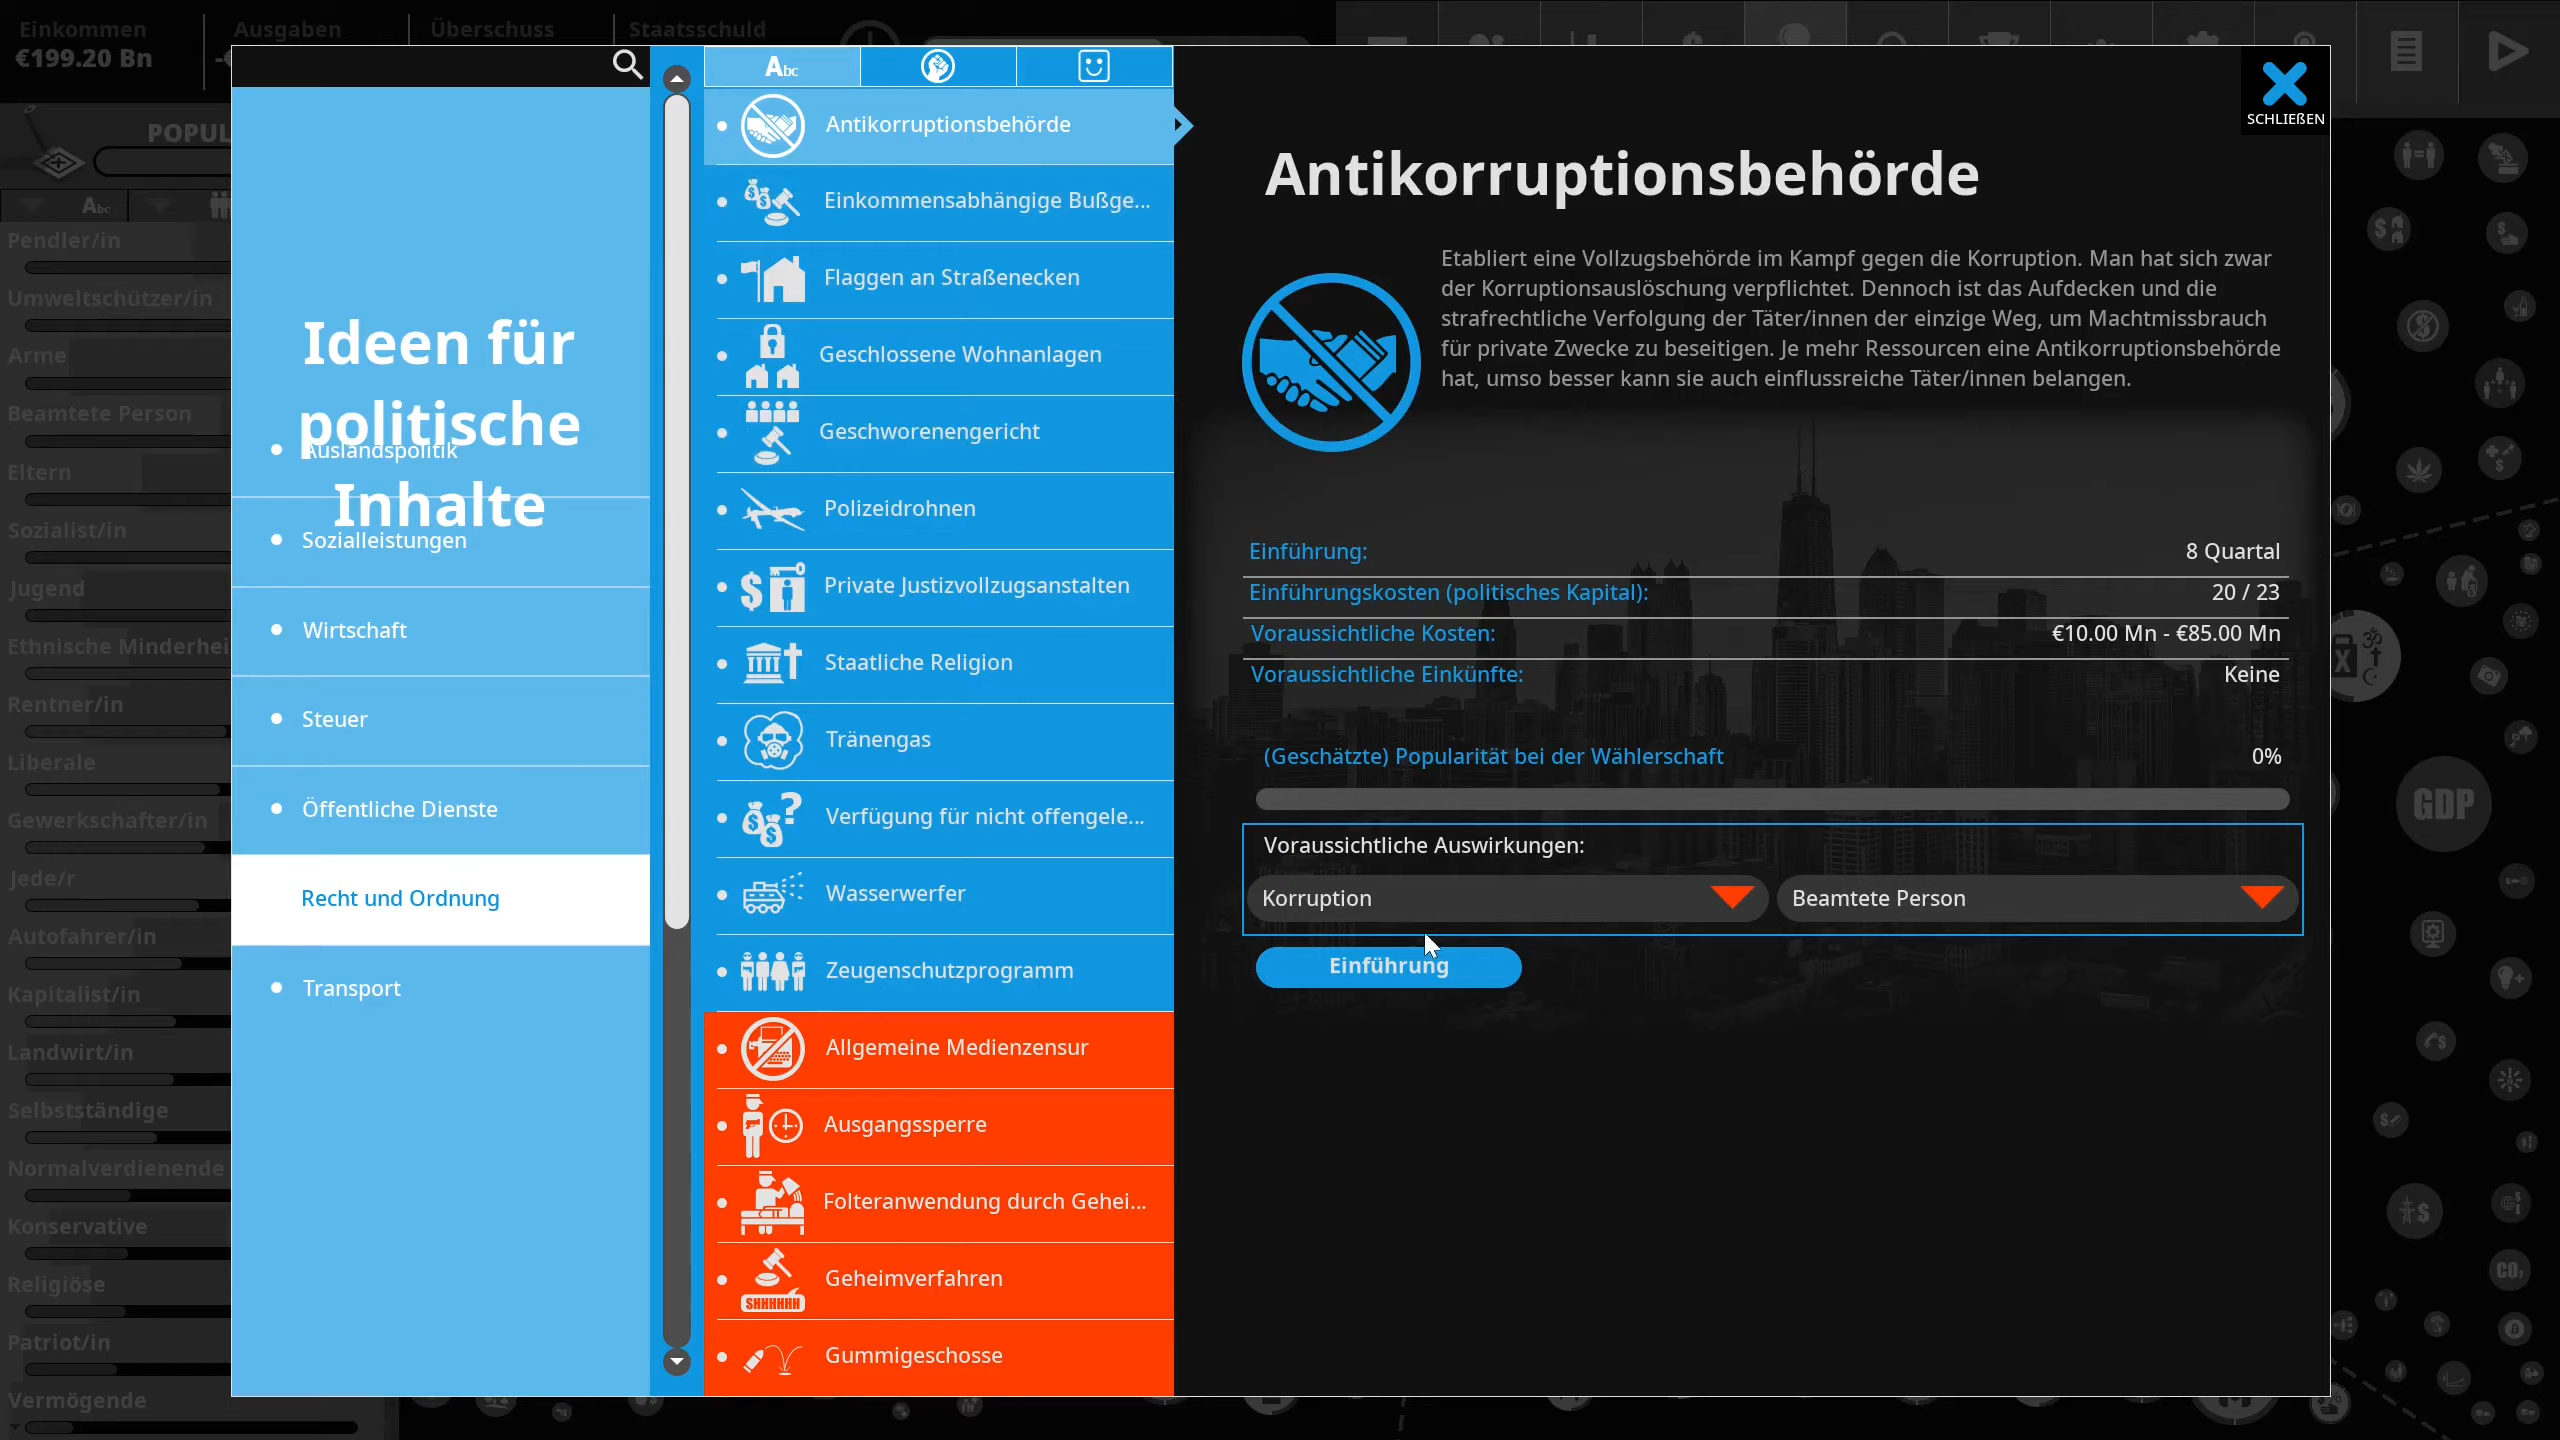 Einkommen
€199.20 Bn
Ausgaben
Überschuss
Staatsschuld
POPUL
Abc
Pendler/in
Umweltschützer/in
Arme
Beamtete Person
Eltern
Sozialist/in
Jugend
Ethnische Minderhei
Rentner/in
Liberale
Gewerkschafter/in
Jede/r
Autofahrer/in
Kapitalist/in
Landwirt/in
Selbstständige
Normalverdienende
Konservative
Religiöse
Patriot/in
Vermögende
Ideen für
politische
Inhalte
Auslandspolitik
Sozialleistungen
Wirtschaft
Steuer
Öffentliche Dienste
Recht und Ordnung
Transport
Abc
Antikorruptionsbehörde
Einkommensabhängige Bußge...
Flaggen an Straßenecken
Geschlossene Wohnanlagen
Geschworenengericht
Polizeidrohnen
Private Justizvollzugsanstalten
Staatliche Religion
Tränengas
Verfügung für nicht offengele...
Wasserwerfer
Zeugenschutzprogramm
Allgemeine Medienzensur
Ausgangssperre
Folteranwendung durch Gehei...
Geheimverfahren
SHHHHHH
Gummigeschosse
SCHLIEßEN
Antikorruptionsbehörde
Etabliert eine Vollzugsbehörde im Kampf gegen die Korruption. Man hat sich zwar
der Korruptionsauslöschung verpflichtet. Dennoch ist das Aufdecken und die
strafrechtliche Verfolgung der Täter/innen der einzige Weg, um Machtmissbrauch
für private Zwecke zu beseitigen. Je mehr Ressourcen eine Antikorruptionsbehörde
hat, umso besser kann sie auch einflussreiche Täter/innen belangen.
Einführung: 8 Quartal
Einführungskosten (politisches Kapital): 20 / 23
Voraussichtliche Kosten: €10.00 Mn - €85.00 Mn
Voraussichtliche Einkünfte: Keine
(Geschätzte) Popularität bei der Wählerschaft 0%
Voraussichtliche Auswirkungen:
Korruption
Beamtete Person
Einführung
GDP
CO₂